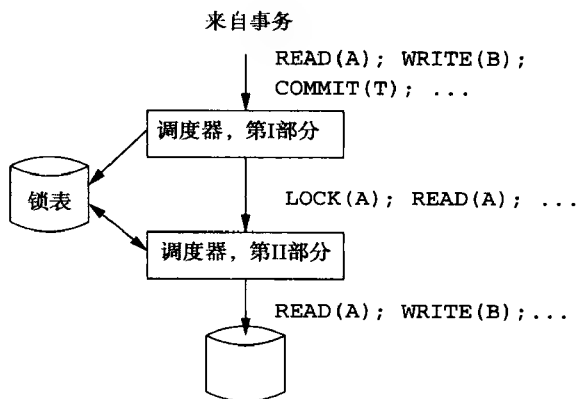 来自事务
READ(A); WRITE(B);
COMMIT(T); ...
调度器，第I部分
锁表
LOCK(A); READ(A); ...
调度器，第II部分
READ(A); WRITE(B);...